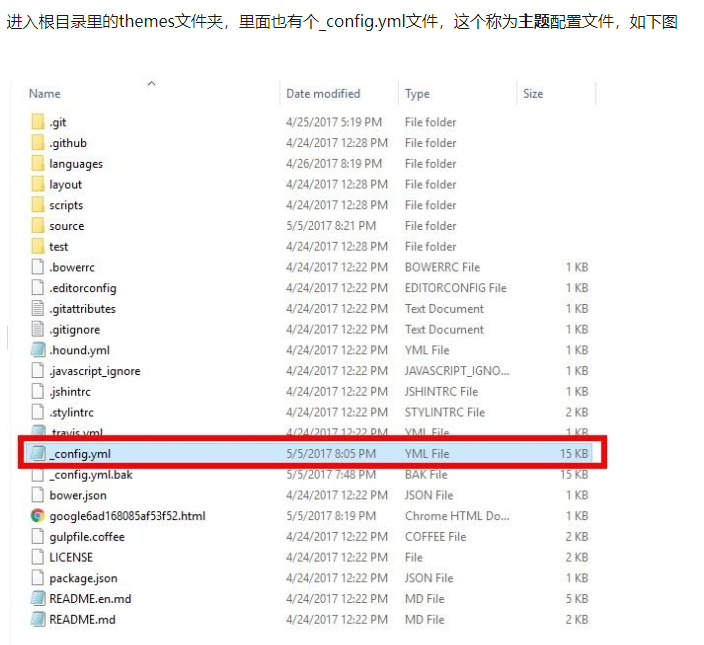 进入根目录里的themes文件夹，里面也有个_config.yml文件，这个称为主题配置文件，如下图
Name Date modified Type Size
.git 4/25/2017 5:19 PM File folder
.github 4/24/2017 12:28 PM File folder
languages 4/26/2017 8:19 PM File folder
layout 4/24/2017 12:28 PM File folder
scripts 4/24/2017 12:28 PM File folder
source 5/5/2017 8:21 PM File folder
test 4/24/2017 12:28 PM File folder
.bowerrc 4/24/2017 12:22 PM BOWERRC File 1 KB
.editorconfig 4/24/2017 12:22 PM EDITORCONFIG File 1 KB
.gitattributes 4/24/2017 12:22 PM Text Document 1 KB
.gitignore 4/24/2017 12:22 PM Text Document 1 KB
.hound.yml 4/24/2017 12:22 PM YML File 1 KB
.javascript_ignore 4/24/2017 12:22 PM JAVASCRIPT_IGNO... 1 KB
.jshintrc 4/24/2017 12:22 PM JSHINTRC File 1 KB
.stylintrc 4/24/2017 12:22 PM STYLINTRC File 2 KB
.travis.yml 4/24/2017 12:22 PM YML File 1 KB
_config.yml 5/5/2017 8:05 PM YML File 15 KB
_config.yml.bak 5/5/2017 7:48 PM BAK File 15 KB
bower.json 4/24/2017 12:22 PM JSON File 1 KB
google6ad168085af53f52.html 5/5/2017 8:19 PM Chrome HTML Do... 1 KB
gulpfile.coffee 4/24/2017 12:22 PM COFFEE File 2 KB
LICENSE 4/24/2017 12:22 PM File 2 KB
package.json 4/24/2017 12:22 PM JSON File 1 KB
README.en.md 4/24/2017 12:22 PM MD File 5 KB
README.md 4/24/2017 12:22 PM MD File 2 KB